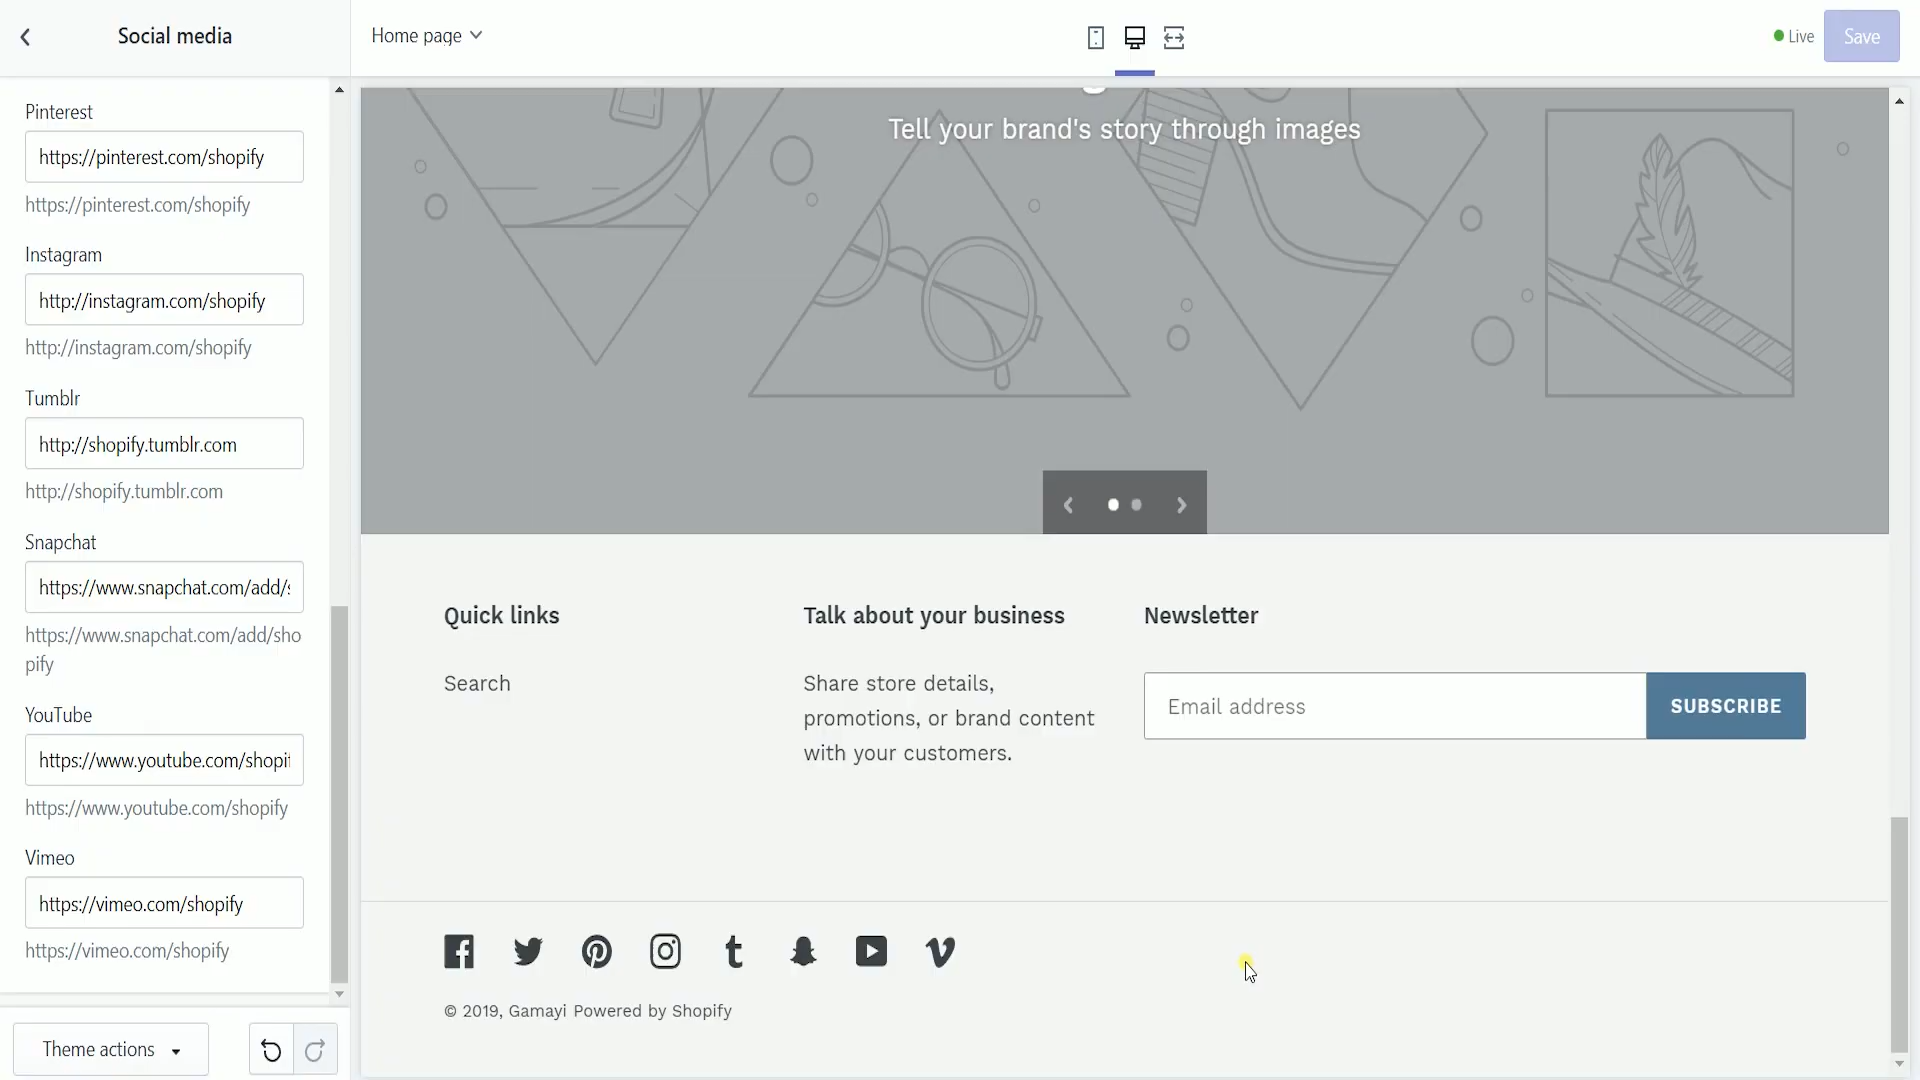 Social media
Home page
Live
Save
Pinterest
https://pinterest.com/shopify
https://pinterest.com/shopify
Instagram
http://instagram.com/shopify
http://instagram.com/shopify
Tumblr
http://shopify.tumblr.com
http://shopify.tumblr.com
Snapchat
https://www.snapchat.com/add/s
https://www.snapchat.com/add/sho
pify
YouTube
https://www.youtube.com/shopif
https://www.youtube.com/shopify
Vimeo
https://vimeo.com/shopify
https://vimeo.com/shopify
Theme actions
Tell your brand's story through images
Quick links
Search
Talk about your business
Share store details,
promotions, or brand content
with your customers.
Newsletter
Email address
SUBSCRIBE
© 2019, Gamayi Powered by Shopify